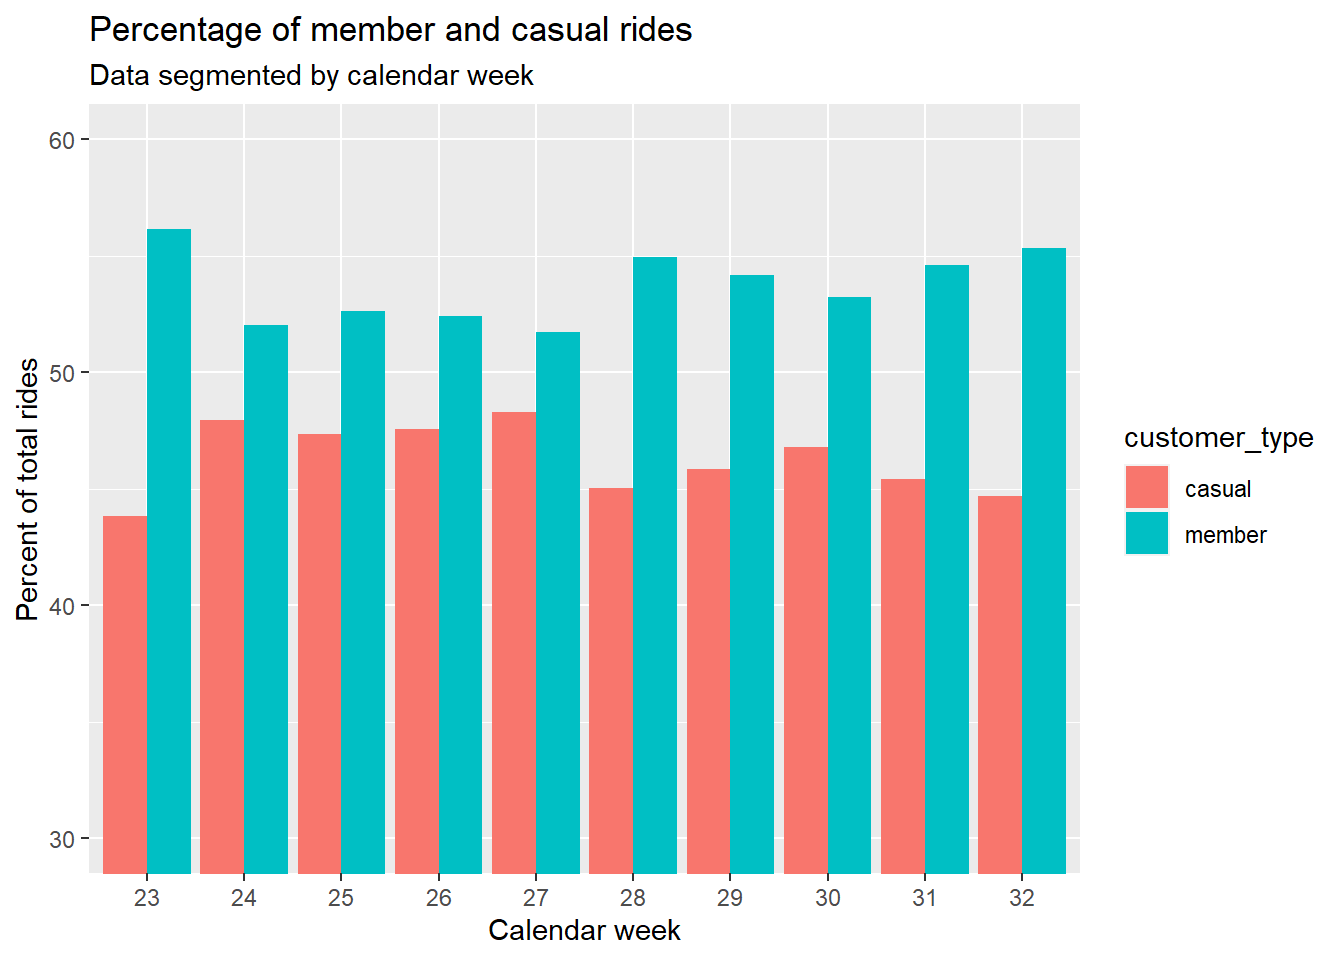 Percentage of member and casual rides
Data segmented by calendar week
60
50
40
30
Percent of total rides
23 24 25 26 27 28 29 30 31 32
Calendar week
customer_type
casual
member